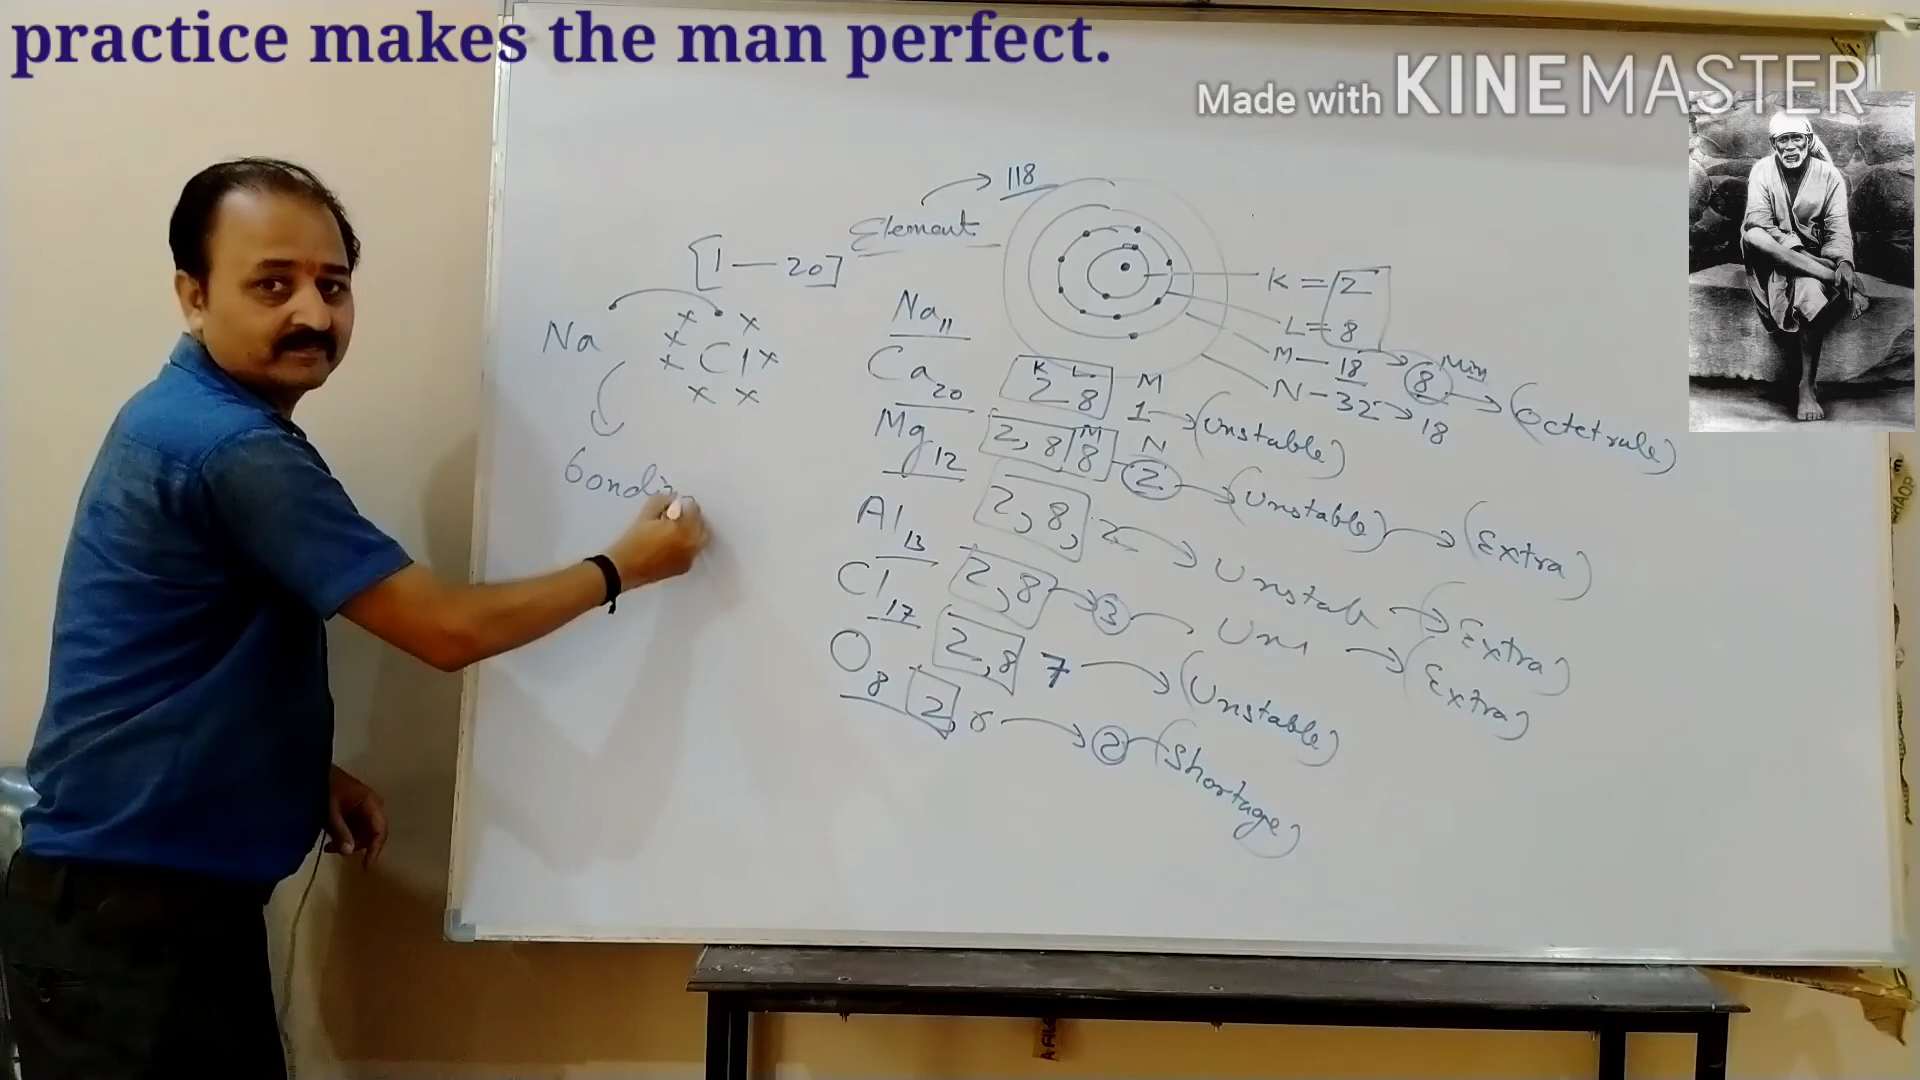 practice makes the man perfect.
Made with KINEMASTER
Element → 118
[1 — 20]
K = 2
L = 8
M — 18 → 8 Min → (Octet rule)
N — 32 → 18
Na Cl
bondin
Na11 K L M
2 8 1 → (Unstable)
Ca20 2, 8 M 8 N 2 → (Unstable) → (Extra)
Mg12 2, 8, 2 → Unstab → Extra)
Al13 2, 8 → 3 Uns → (Extra)
Cl17 2, 8 7 → (Unstable)
O8 2, → 2 (Shortage)